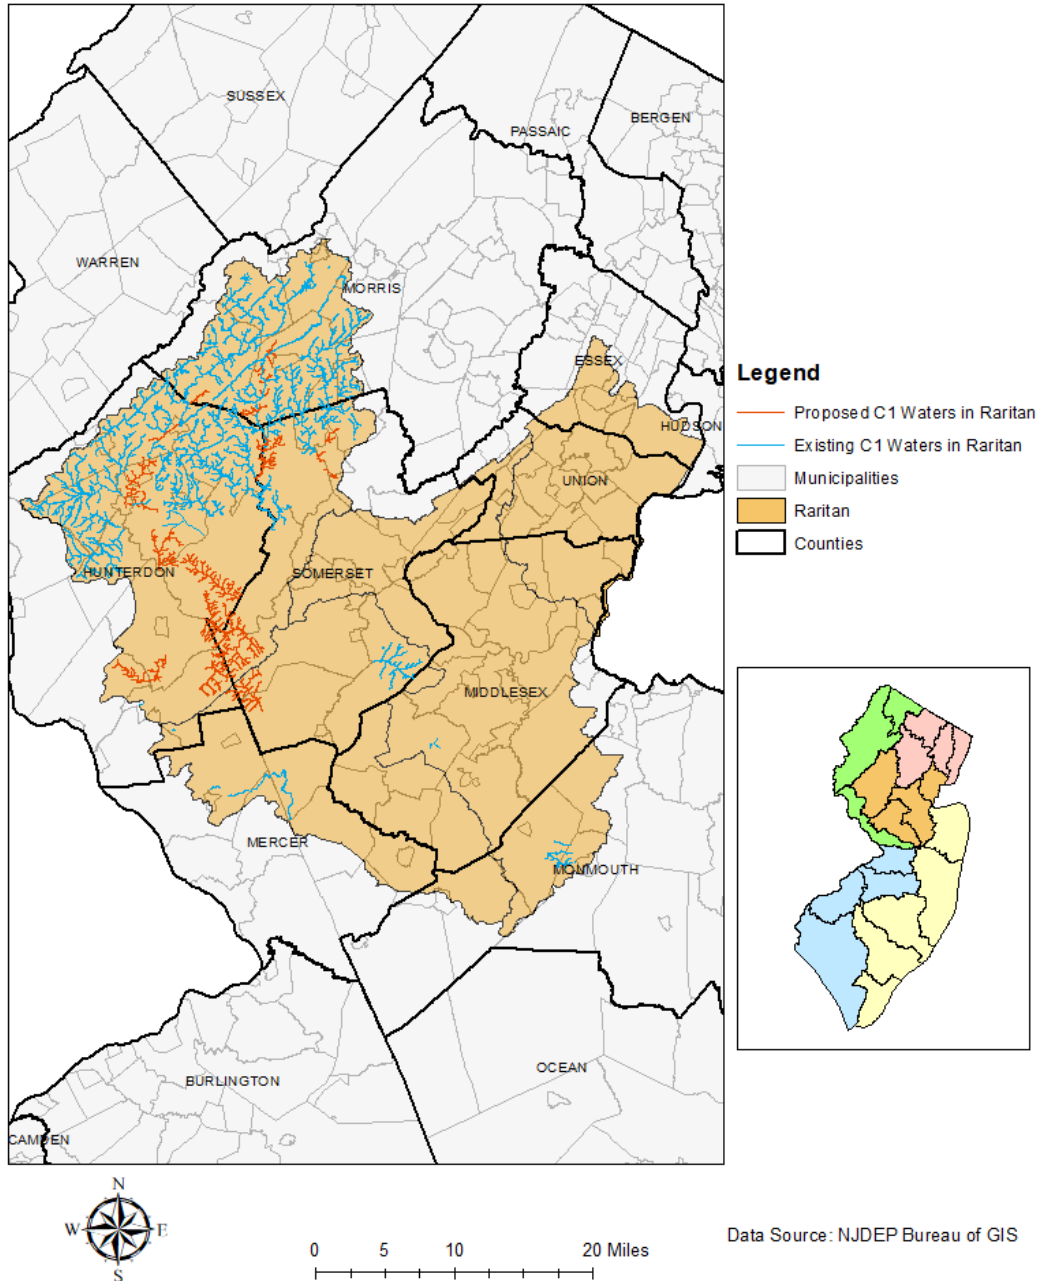 SUSSEX
PASSAIC
BERGEN
WARREN
MORRIS
ESSEX
HUDSON
UNION
HUNTERDON
SOMERSET
MIDDLESEX
MERCER
MONMOUTH
OCEAN
BURLINGTON
CAMDEN
Legend
Proposed C1 Waters in Raritan
Existing C1 Waters in Raritan
Municipalities
Raritan
Counties
N
W
E
S
0 5 10 20 Miles
Data Source: NJDEP Bureau of GIS